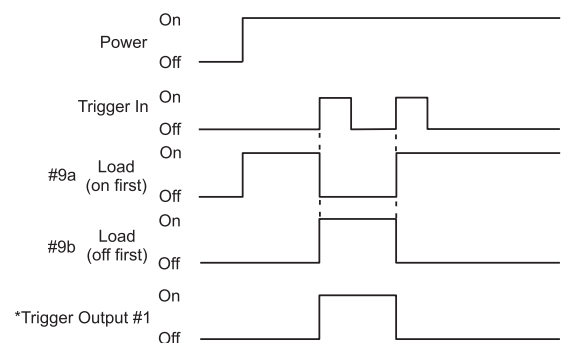 On
Power
Off
On
Trigger In
Off
On
#9a Load
(on first)
Off
On
#9b Load
(off first)
Off
On
*Trigger Output #1
Off